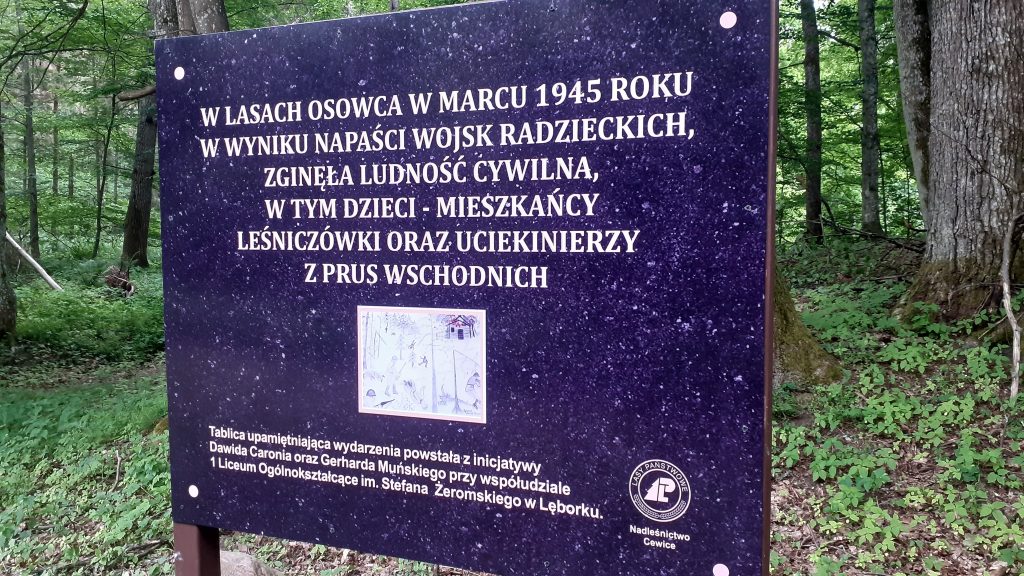 W LASACH OSOWCA W MARCU 1945 ROKU
W WYNIKU NAPAŚCI WOJSK RADZIECKICH,
ZGINĘŁA LUDNOŚĆ CYWILNA,
W TYM DZIECI - MIESZKAŃCY
LEŚNICZÓWKI ORAZ UCIEKINIERZY
Z PRUS WSCHODNICH
Tablica upamiętniająca wydarzenia powstała z inicjatywy
Dawida Caronia oraz Gerharda Muńskiego przy współudziale
1 Liceum Ogólnokształcące im. Stefana Żeromskiego w Lęborku.
LASY PAŃSTWOWE
Nadleśnictwo
Cewice